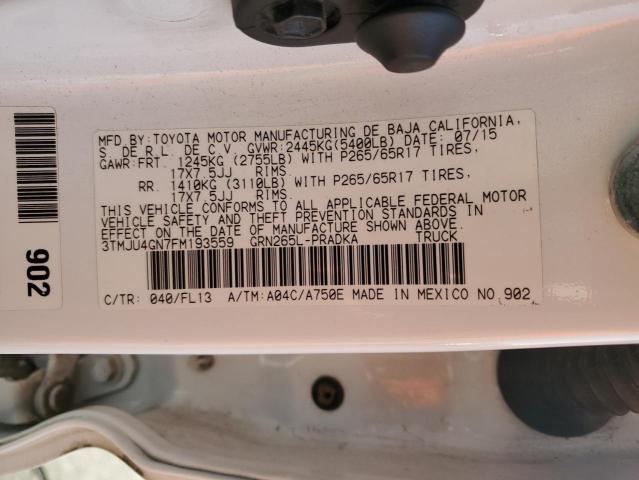 MFD. BY: TOYOTA MOTOR MANUFACTURING DE BAJA CALIFORNIA,
S. DE R.L. DE C.V. GVWR: 2445KG(5400LB) DATE: 07/15
GAWR: FRT. 1245KG (2755LB) WITH P265/65R17 TIRES,
17X7.5JJ RIMS.
RR. 1410KG (3110LB) WITH P265/65R17 TIRES,
17X7.5JJ RIMS.
THIS VEHICLE CONFORMS TO ALL APPLICABLE FEDERAL MOTOR
VEHICLE SAFETY AND THEFT PREVENTION STANDARDS IN
EFFECT ON THE DATE OF MANUFACTURE SHOWN ABOVE.
3TMJU4GN7FM193559 GRN265L-PRADKA TRUCK
C/TR: 040/FL13 A/TM: A04C/A750E MADE IN MEXICO NO. 902
902